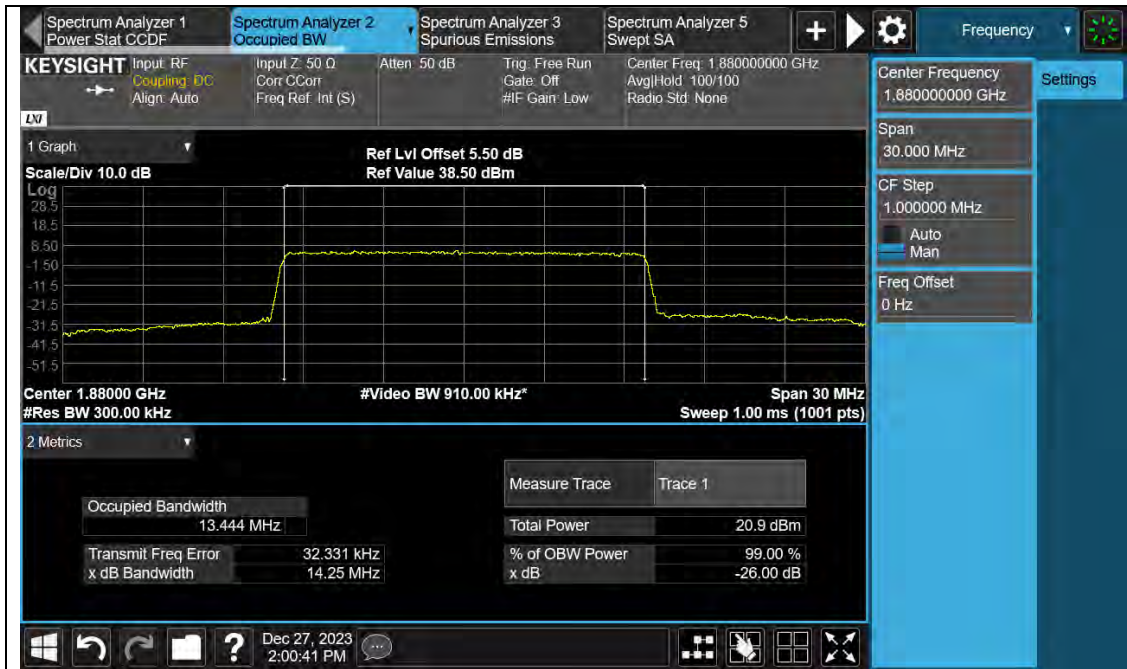 Spectrum Analyzer 1
Power Stat CCDF
Spectrum Analyzer 2
Occupied BW
Spectrum Analyzer 3
Spurious Emissions
Spectrum Analyzer 5
Swept SA
+
Frequency
KEYSIGHT
Input: RF
Coupling: DC
Align: Auto
Input Z: 50 Ω
Corr CCorr
Freq Ref: Int (S)
Atten: 50 dB
Trig: Free Run
Gate: Off
#IF Gain: Low
Center Freq: 1.880000000 GHz
Avg|Hold: 100/100
Radio Std: None
LXI
Center Frequency
1.880000000 GHz
Settings
Span
30.000 MHz
CF Step
1.000000 MHz
Auto
Man
Freq Offset
0 Hz
1 Graph
Scale/Div 10.0 dB
Ref Lvl Offset 5.50 dB
Ref Value 38.50 dBm
Log
28.5
18.5
8.50
-1.50
-11.5
-21.5
-31.5
-41.5
-51.5
Center 1.88000 GHz
#Video BW 910.00 kHz*
Span 30 MHz
#Res BW 300.00 kHz
Sweep 1.00 ms (1001 pts)
2 Metrics
Measure Trace
Trace 1
Occupied Bandwidth
13.444 MHz
Total Power
20.9 dBm
Transmit Freq Error
32.331 kHz
% of OBW Power
99.00 %
x dB Bandwidth
14.25 MHz
x dB
-26.00 dB
?
Dec 27, 2023
2:00:41 PM